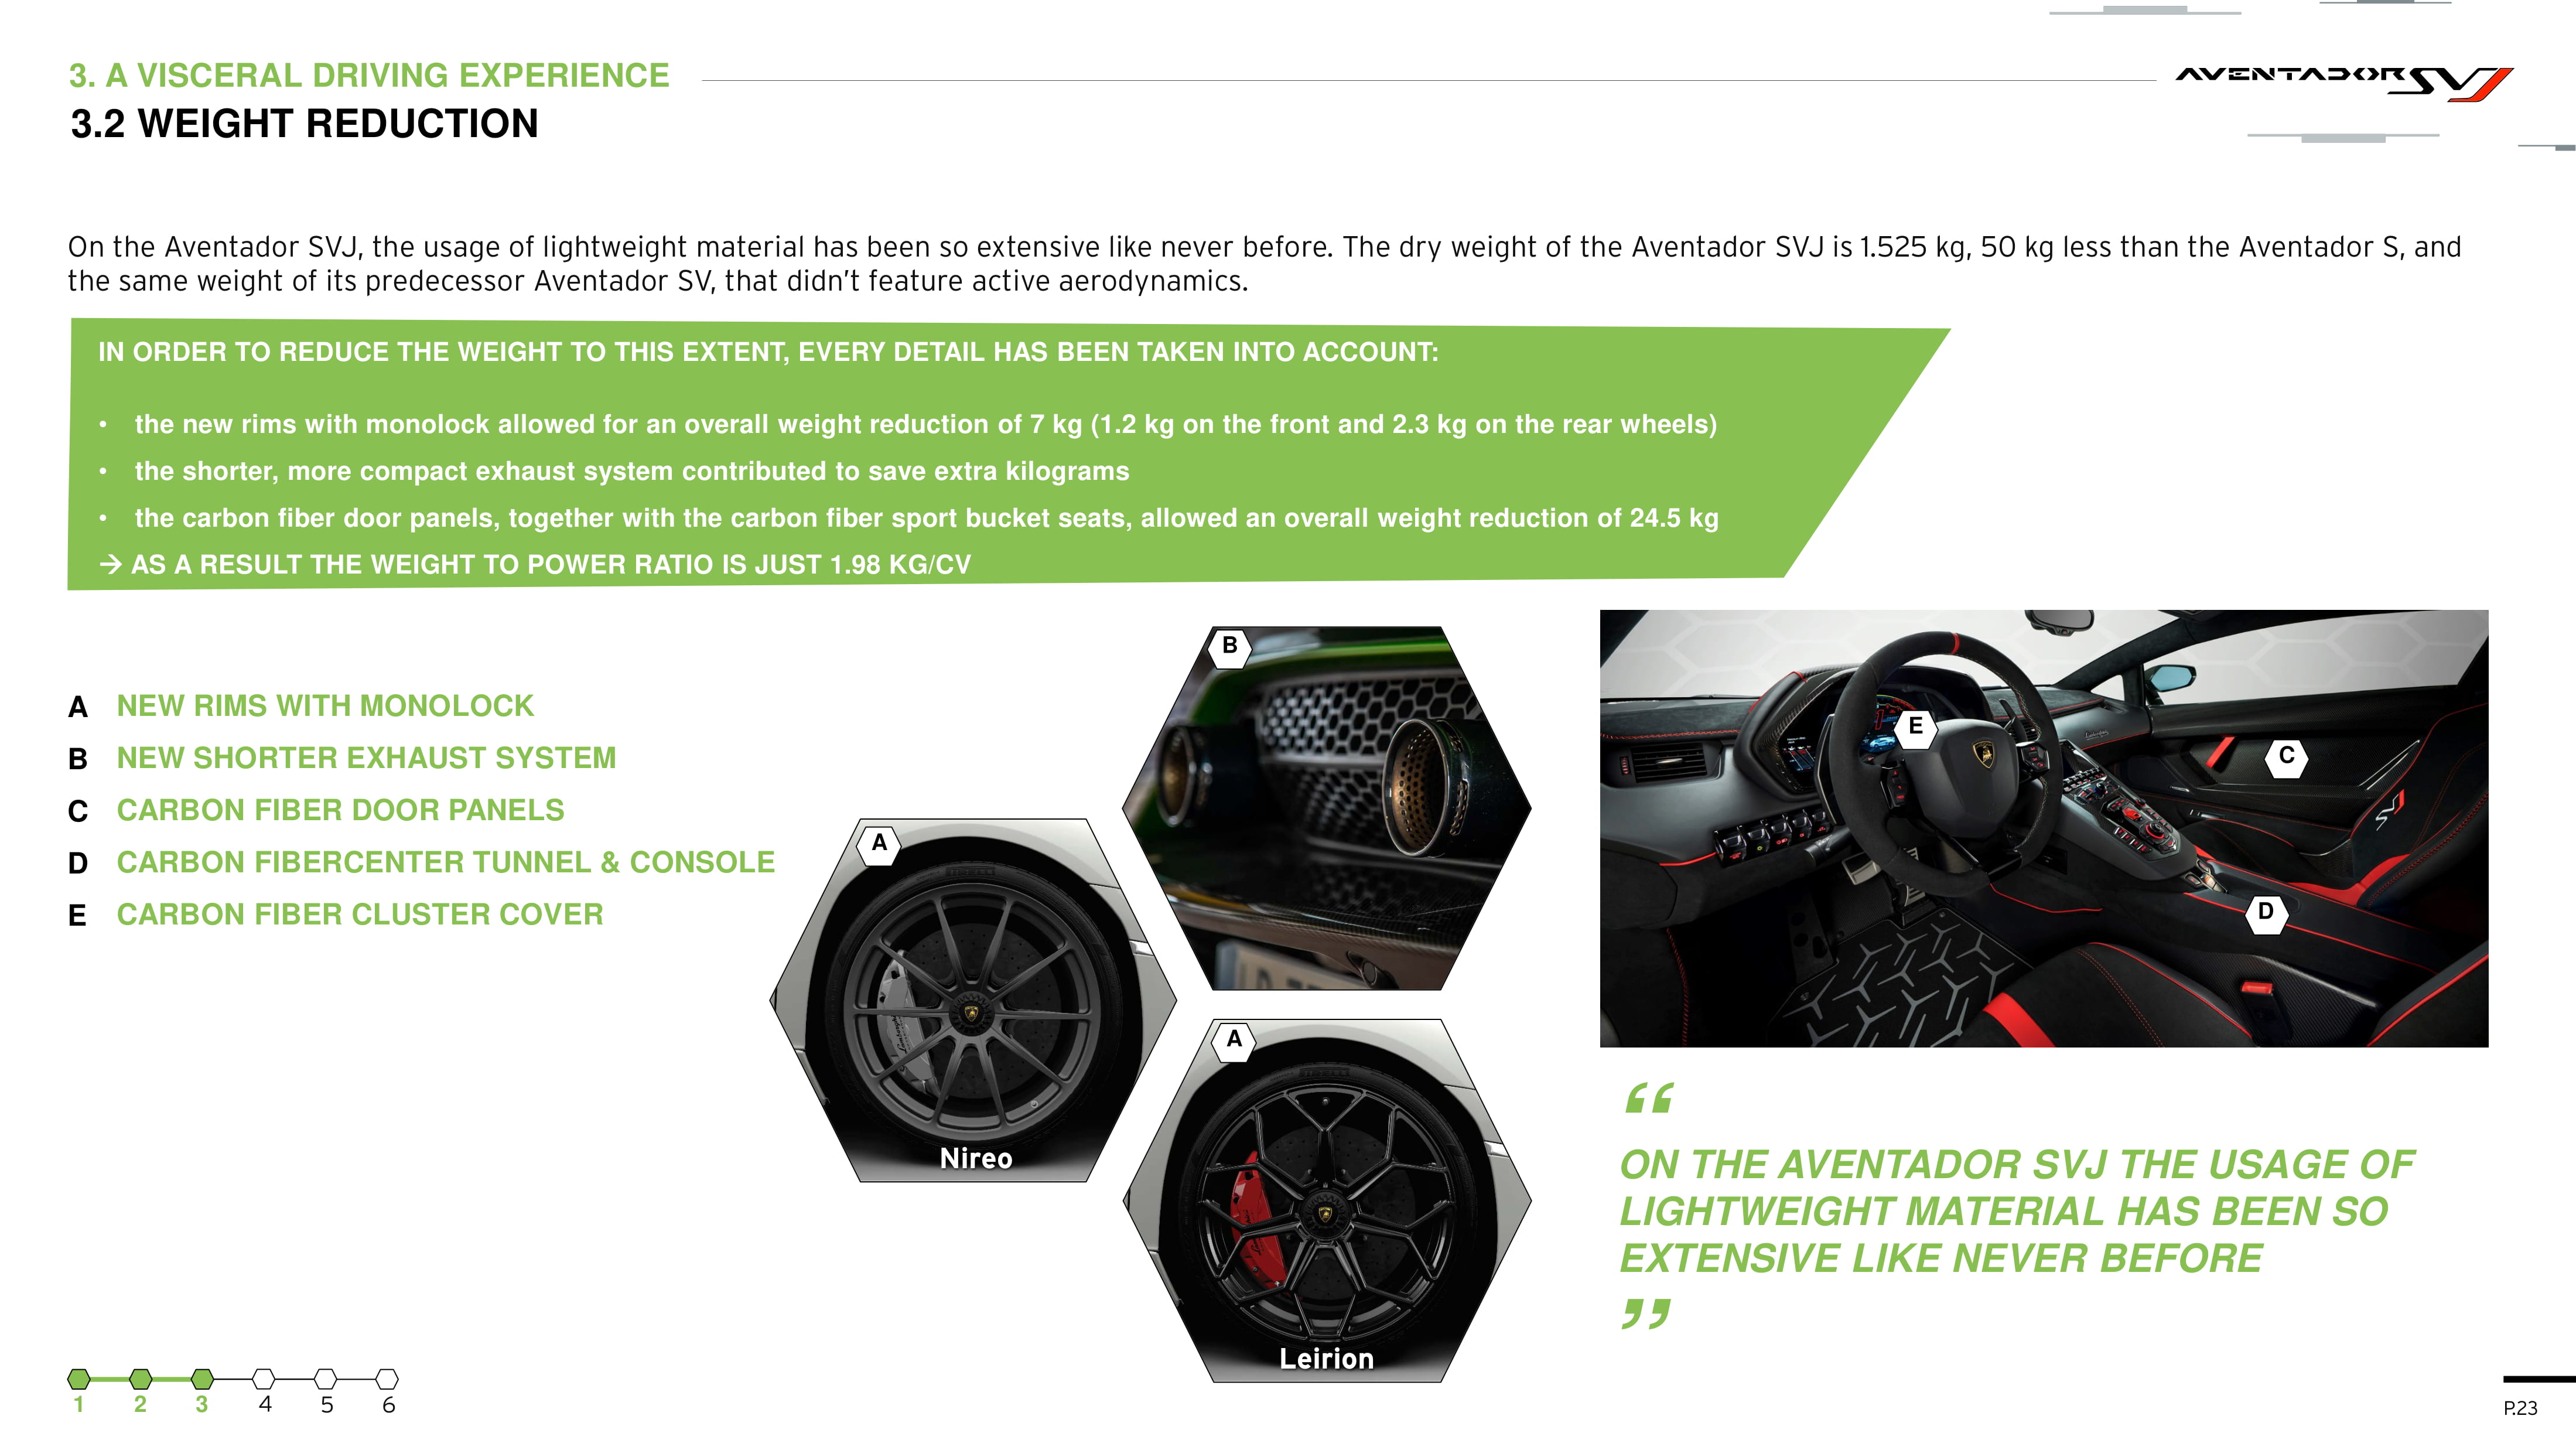 3. A VISCERAL DRIVING EXPERIENCE
AVENTADOR SVJ
3.2 WEIGHT REDUCTION
On the Aventador SVJ, the usage of lightweight material has been so extensive like never before. The dry weight of the Aventador SVJ is 1.525 kg, 50 kg less than the Aventador S, and
the same weight of its predecessor Aventador SV, that didn't feature active aerodynamics.
IN ORDER TO REDUCE THE WEIGHT TO THIS EXTENT, EVERY DETAIL HAS BEEN TAKEN INTO ACCOUNT:
• the new rims with monolock allowed for an overall weight reduction of 7 kg (1.2 kg on the front and 2.3 kg on the rear wheels)
• the shorter, more compact exhaust system contributed to save extra kilograms
• the carbon fiber door panels, together with the carbon fiber sport bucket seats, allowed an overall weight reduction of 24.5 kg
→ AS A RESULT THE WEIGHT TO POWER RATIO IS JUST 1.98 KG/CV
A NEW RIMS WITH MONOLOCK
B NEW SHORTER EXHAUST SYSTEM
C CARBON FIBER DOOR PANELS
D CARBON FIBERCENTER TUNNEL & CONSOLE
E CARBON FIBER CLUSTER COVER
B
A
Nireo
A
Leirion
E
C
SVJ
D
“
ON THE AVENTADOR SVJ THE USAGE OF
LIGHTWEIGHT MATERIAL HAS BEEN SO
EXTENSIVE LIKE NEVER BEFORE
”
1 2 3 4 5 6
P.23